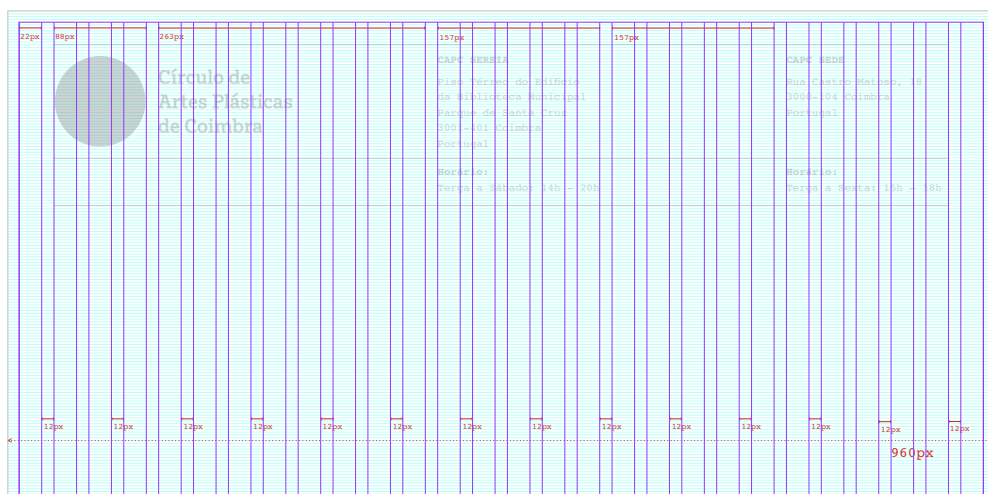 22px 88px 263px 157px 157px
Círculo de
Artes Plásticas
de Coimbra
CAPC SEREIA
Piso Térreo do Edifício
da Biblioteca Municipal
Parque de Santa Cruz
3001-401 Coimbra
Portugal
CAPC SEDE
Rua Castro Matoso, 18
3000-104 Coimbra
Portugal
Horário:
Terça a Sábado: 14h – 20h
Horário:
Terça a Sexta: 15h – 18h
12px 12px 12px 12px 12px 12px 12px 12px 12px 12px 12px 12px 12px 12px
960px